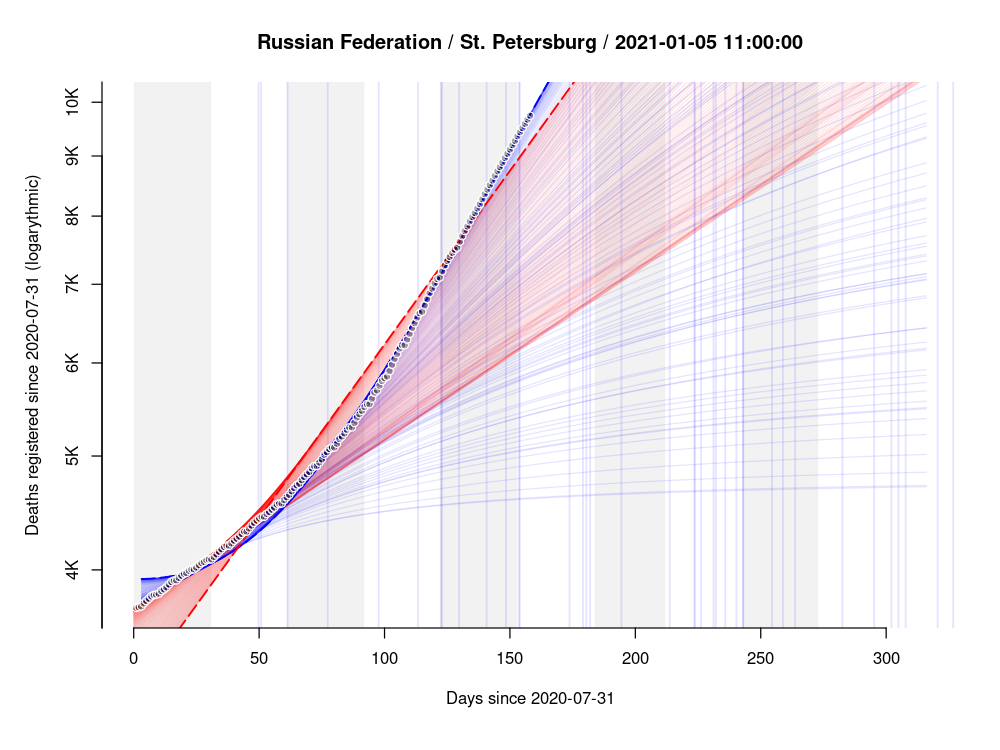 Russian Federation / St. Petersburg / 2021-01-05 11:00:00
Deaths registered since 2020-07-31 (logarythmic)
10K
9K
8K
7K
6K
5K
4K
0 50 100 150 200 250 300
Days since 2020-07-31